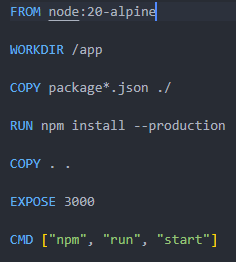 FROM node:20-alpine
WORKDIR /app
COPY package*.json ./
RUN npm install --production
COPY . .
EXPOSE 3000
CMD ["npm", "run", "start"]